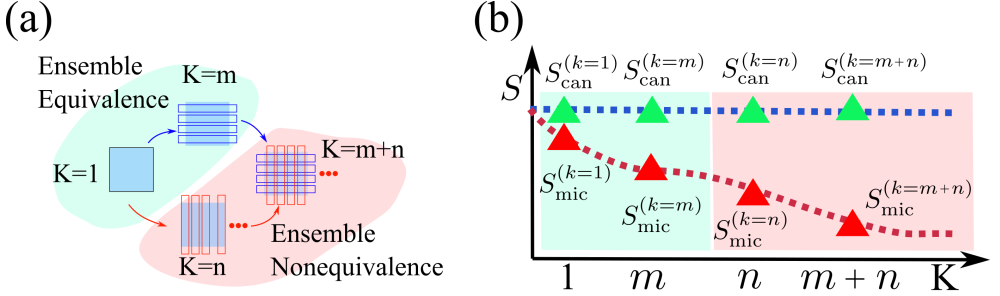 (a)
Ensemble
Equivalence
K=m
K=1
K=m+n
K=n
Ensemble
Nonequivalence
(b)
S
S_can^(k=1) S_can^(k=m) S_can^(k=n) S_can^(k=m+n)
S_mic^(k=1) S_mic^(k=m) S_mic^(k=n) S_mic^(k=m+n)
1 m n m + n K